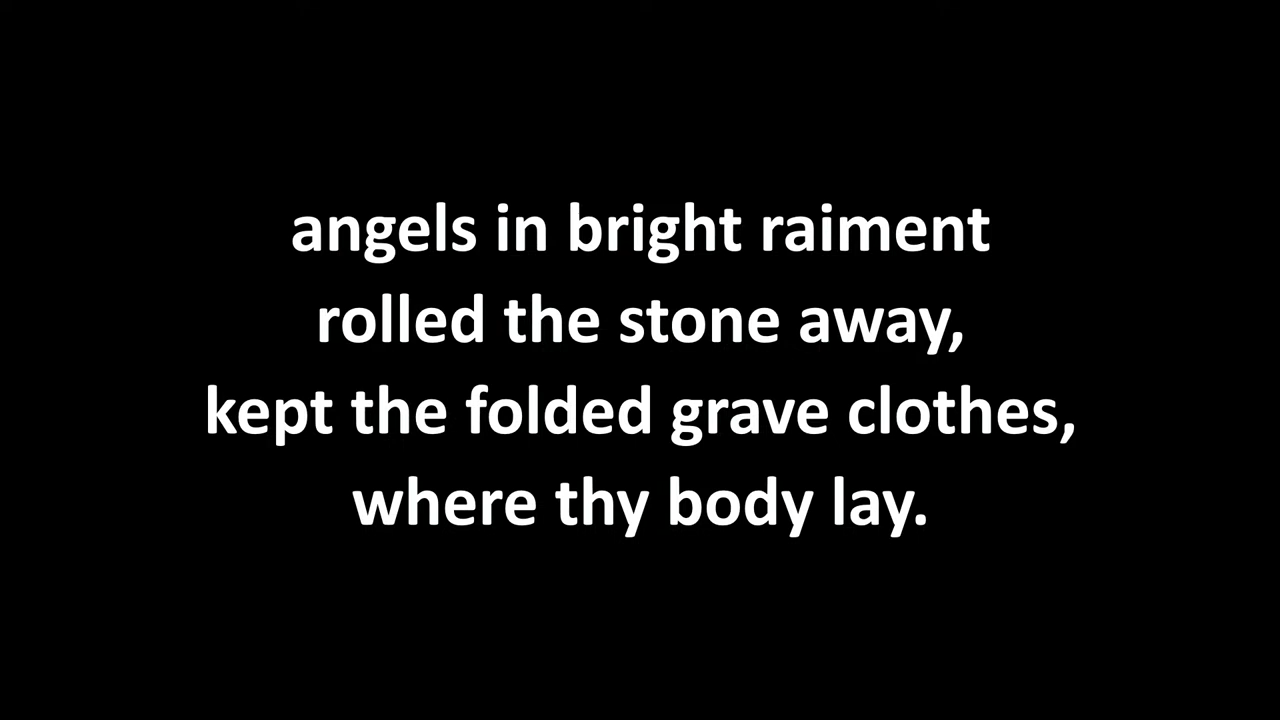 angels in bright raiment
rolled the stone away,
kept the folded grave clothes,
where thy body lay.